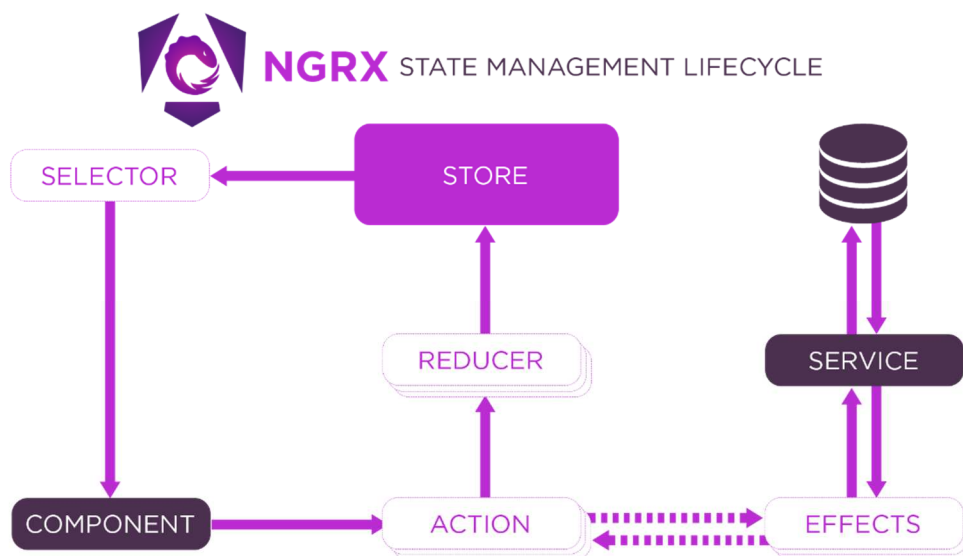 NGRX STATE MANAGEMENT LIFECYCLE
SELECTOR
STORE
REDUCER
SERVICE
COMPONENT
ACTION
EFFECTS